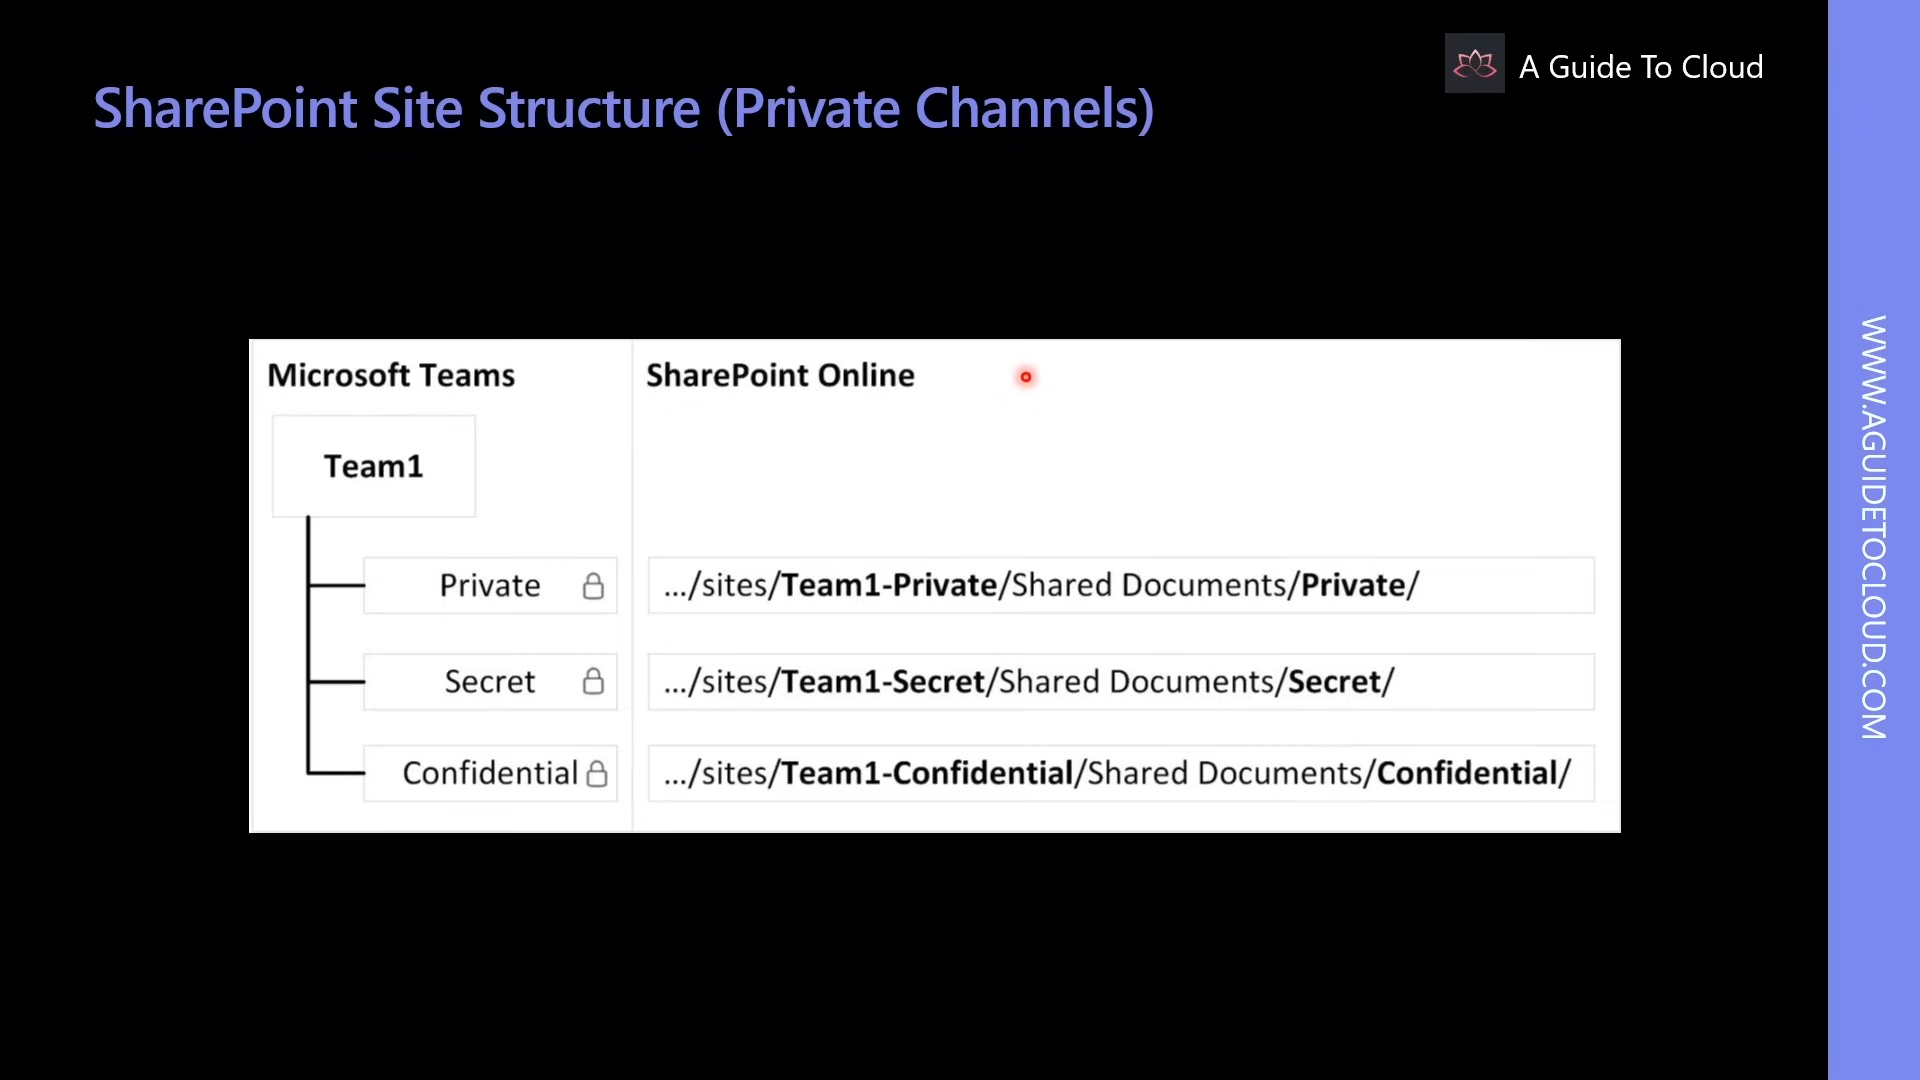 A Guide To Cloud
SharePoint Site Structure (Private Channels)
Microsoft Teams
SharePoint Online
Team1
Private
.../sites/Team1-Private/Shared Documents/Private/
Secret
.../sites/Team1-Secret/Shared Documents/Secret/
Confidential
.../sites/Team1-Confidential/Shared Documents/Confidential/
WWW.AGUIDETOCLOUD.COM